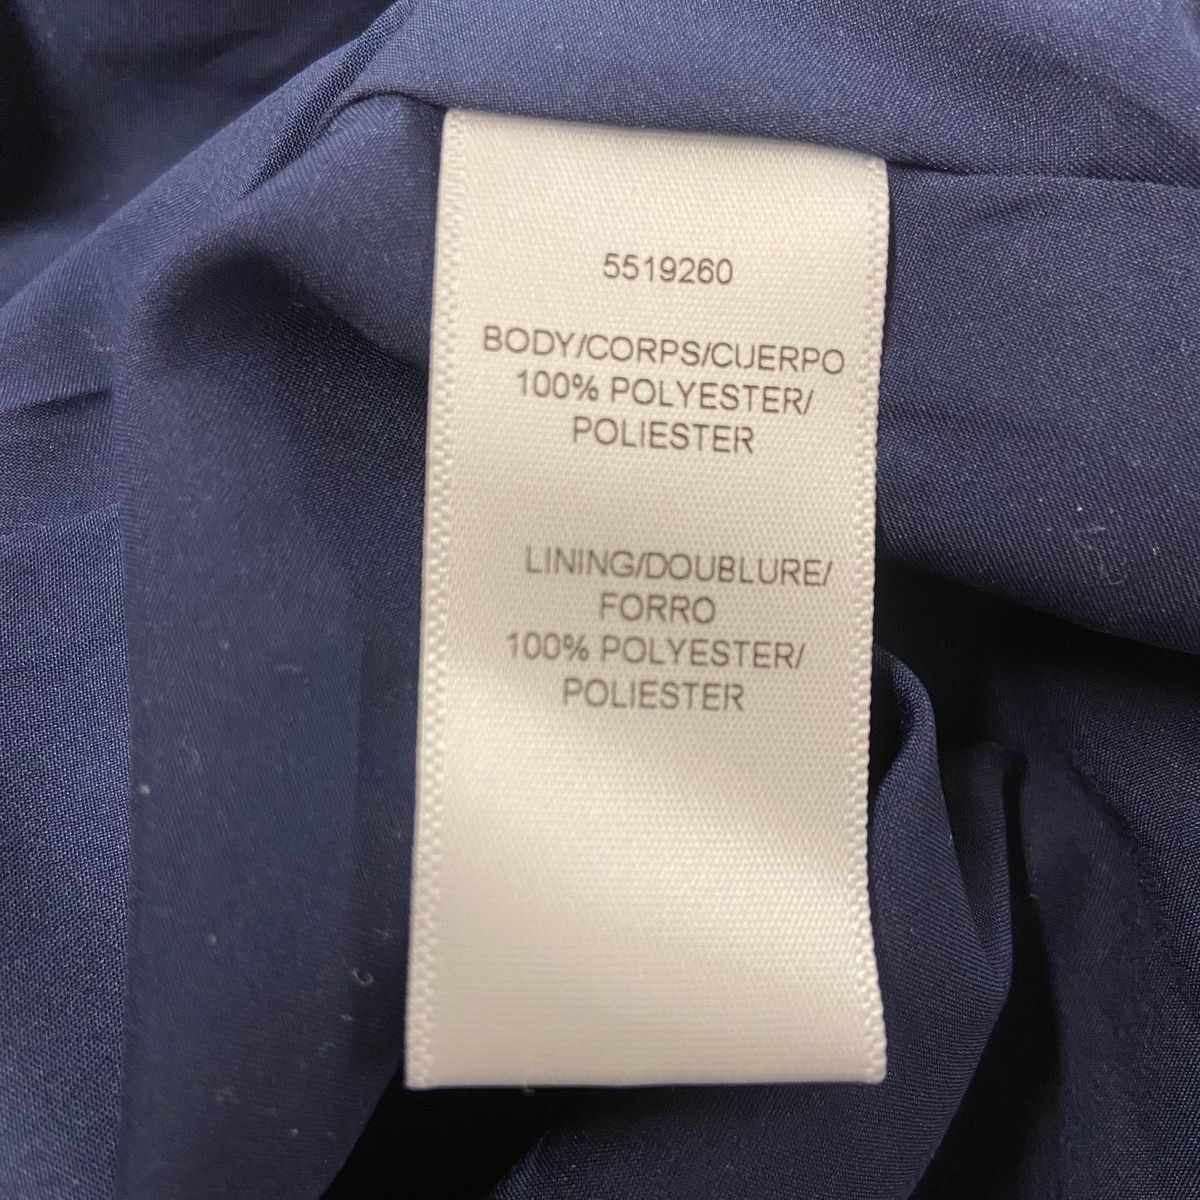 5519260
BODY/CORPS/CUERPO
100% POLYESTER/
POLIESTER
LINING/DOUBLURE/
FORRO
100% POLYESTER/
POLIESTER